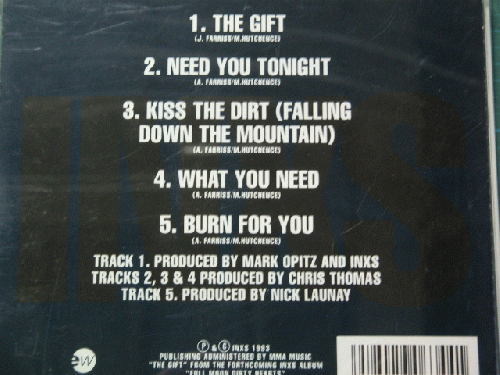 1. THE GIFT
(J. FARRISS/M.HUTCHENCE)
2. NEED YOU TONIGHT
(A. FARRISS/M.HUTCHENCE)
3. KISS THE DIRT (FALLING
DOWN THE MOUNTAIN)
(A. FARRISS/M.HUTCHENCE)
4. WHAT YOU NEED
(A. FARRISS/M.HUTCHENCE)
5. BURN FOR YOU
(A. FARRISS/M.HUTCHENCE)
TRACK 1. PRODUCED BY MARK OPITZ AND INXS
TRACKS 2, 3 & 4 PRODUCED BY CHRIS THOMAS
TRACK 5. PRODUCED BY NICK LAUNAY
℗ & © INXS 1993
PUBLISHING ADMINISTERED BY MMA MUSIC
"THE GIFT" FROM THE FORTHCOMING INXS ALBUM
"FULL MOON DIRTY HEARTS"
ew
INXS